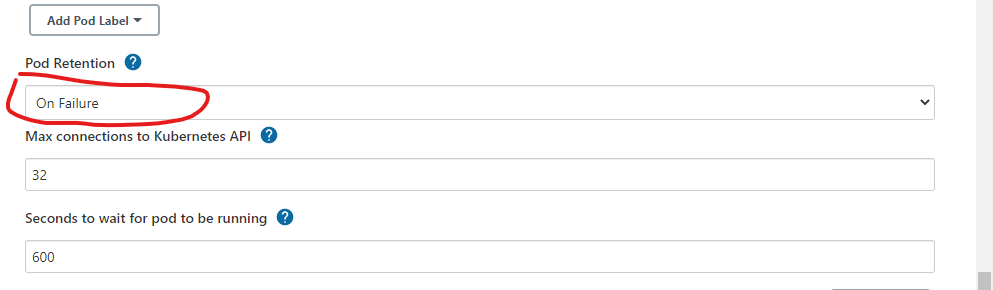 Add Pod Label
Pod Retention ?
On Failure
Max connections to Kubernetes API ?
32
Seconds to wait for pod to be running ?
600